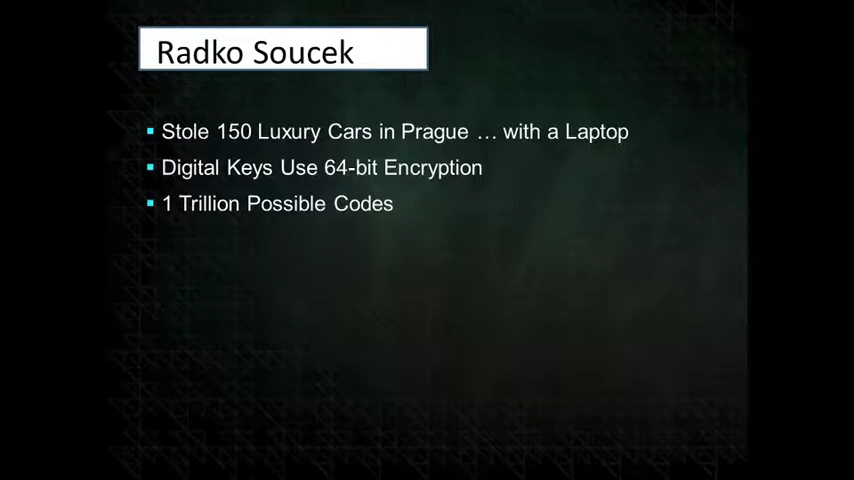 Radko Soucek
Stole 150 Luxury Cars in Prague … with a Laptop
Digital Keys Use 64-bit Encryption
1 Trillion Possible Codes